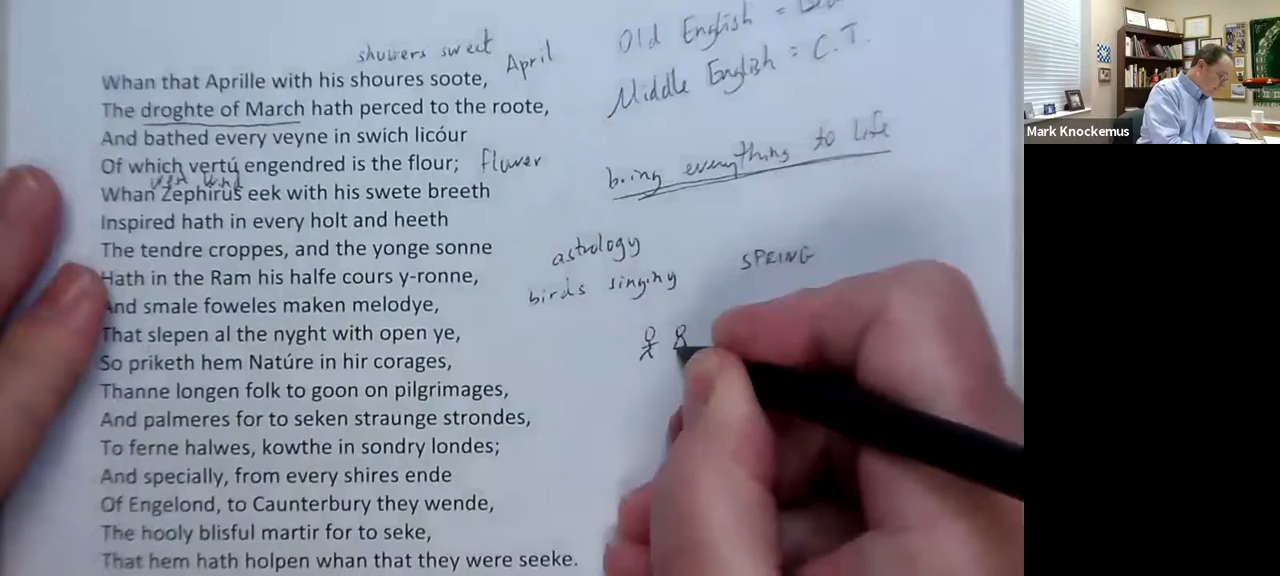 showers sweet
April
Whan that Aprille with his shoures soote,
The droghte of March hath perced to the roote,
And bathed every veyne in swich licóur
Of which vertú engendred is the flour; flower
West Wind
Whan Zephirus eek with his swete breeth
Inspired hath in every holt and heeth
The tendre croppes, and the yonge sonne
Hath in the Ram his halfe cours y-ronne,
And smale foweles maken melodye,
That slepen al the nyght with open ye,
So priketh hem Natúre in hir corages,
Thanne longen folk to goon on pilgrimages,
And palmeres for to seken straunge strondes,
To ferne halwes, kowthe in sondry londes;
And specially, from every shires ende
Of Engelond, to Caunterbury they wende,
The hooly blisful martir for to seke,
That hem hath holpen whan that they were seeke.
Old English =
Middle English = C.T.
bring everything to life
astrology
birds singing
SPRING
Mark Knockemus